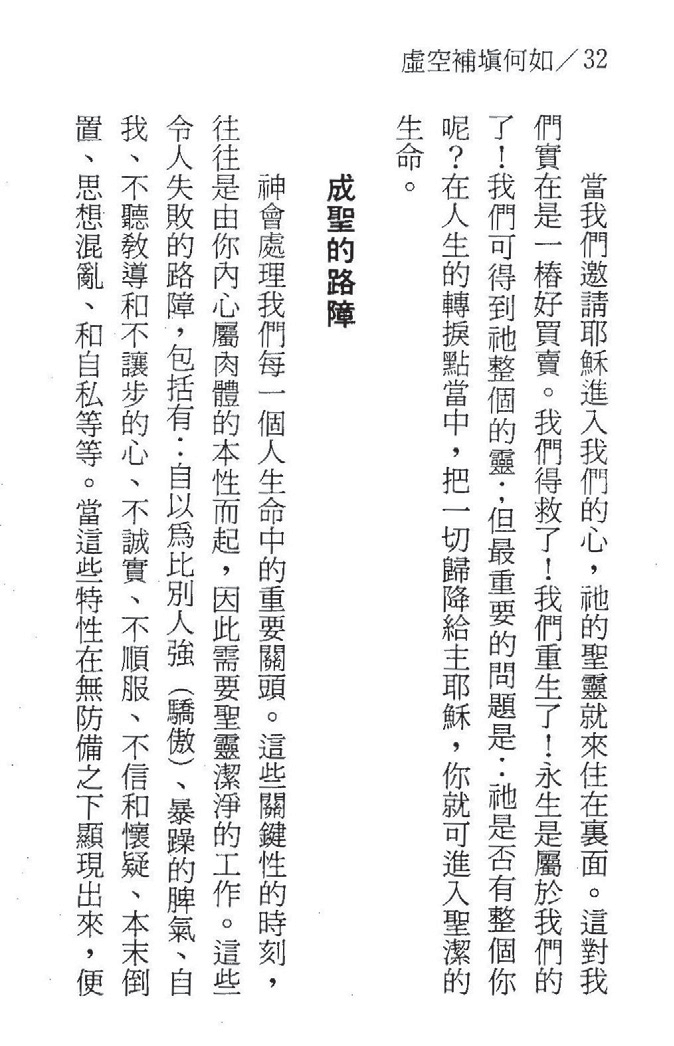 虛空補塡何如／32
當我們邀請耶穌進入我們的心，祂的聖靈就來住在裏面。這對我
們實在是一樁好買賣。我們得救了！我們重生了！永生是屬於我們的
了！我們可得到祂整個的靈；但最重要的問題是：祂是否有整個你
呢？在人生的轉捩點當中，把一切歸降給主耶穌，你就可進入聖潔的
生命。
成聖的路障
神會處理我們每一個人生命中的重要關頭。這些關鍵性的時刻，
往往是由你內心屬肉體的本性而起，因此需要聖靈潔淨的工作。這些
令人失敗的路障，包括有：自以爲比別人強（驕傲）、暴躁的脾氣、自
我、不聽敎導和不讓步的心、不誠實、不順服、不信和懷疑、本末倒
置、思想混亂、和自私等等。當這些特性在無防備之下顯現出來，便